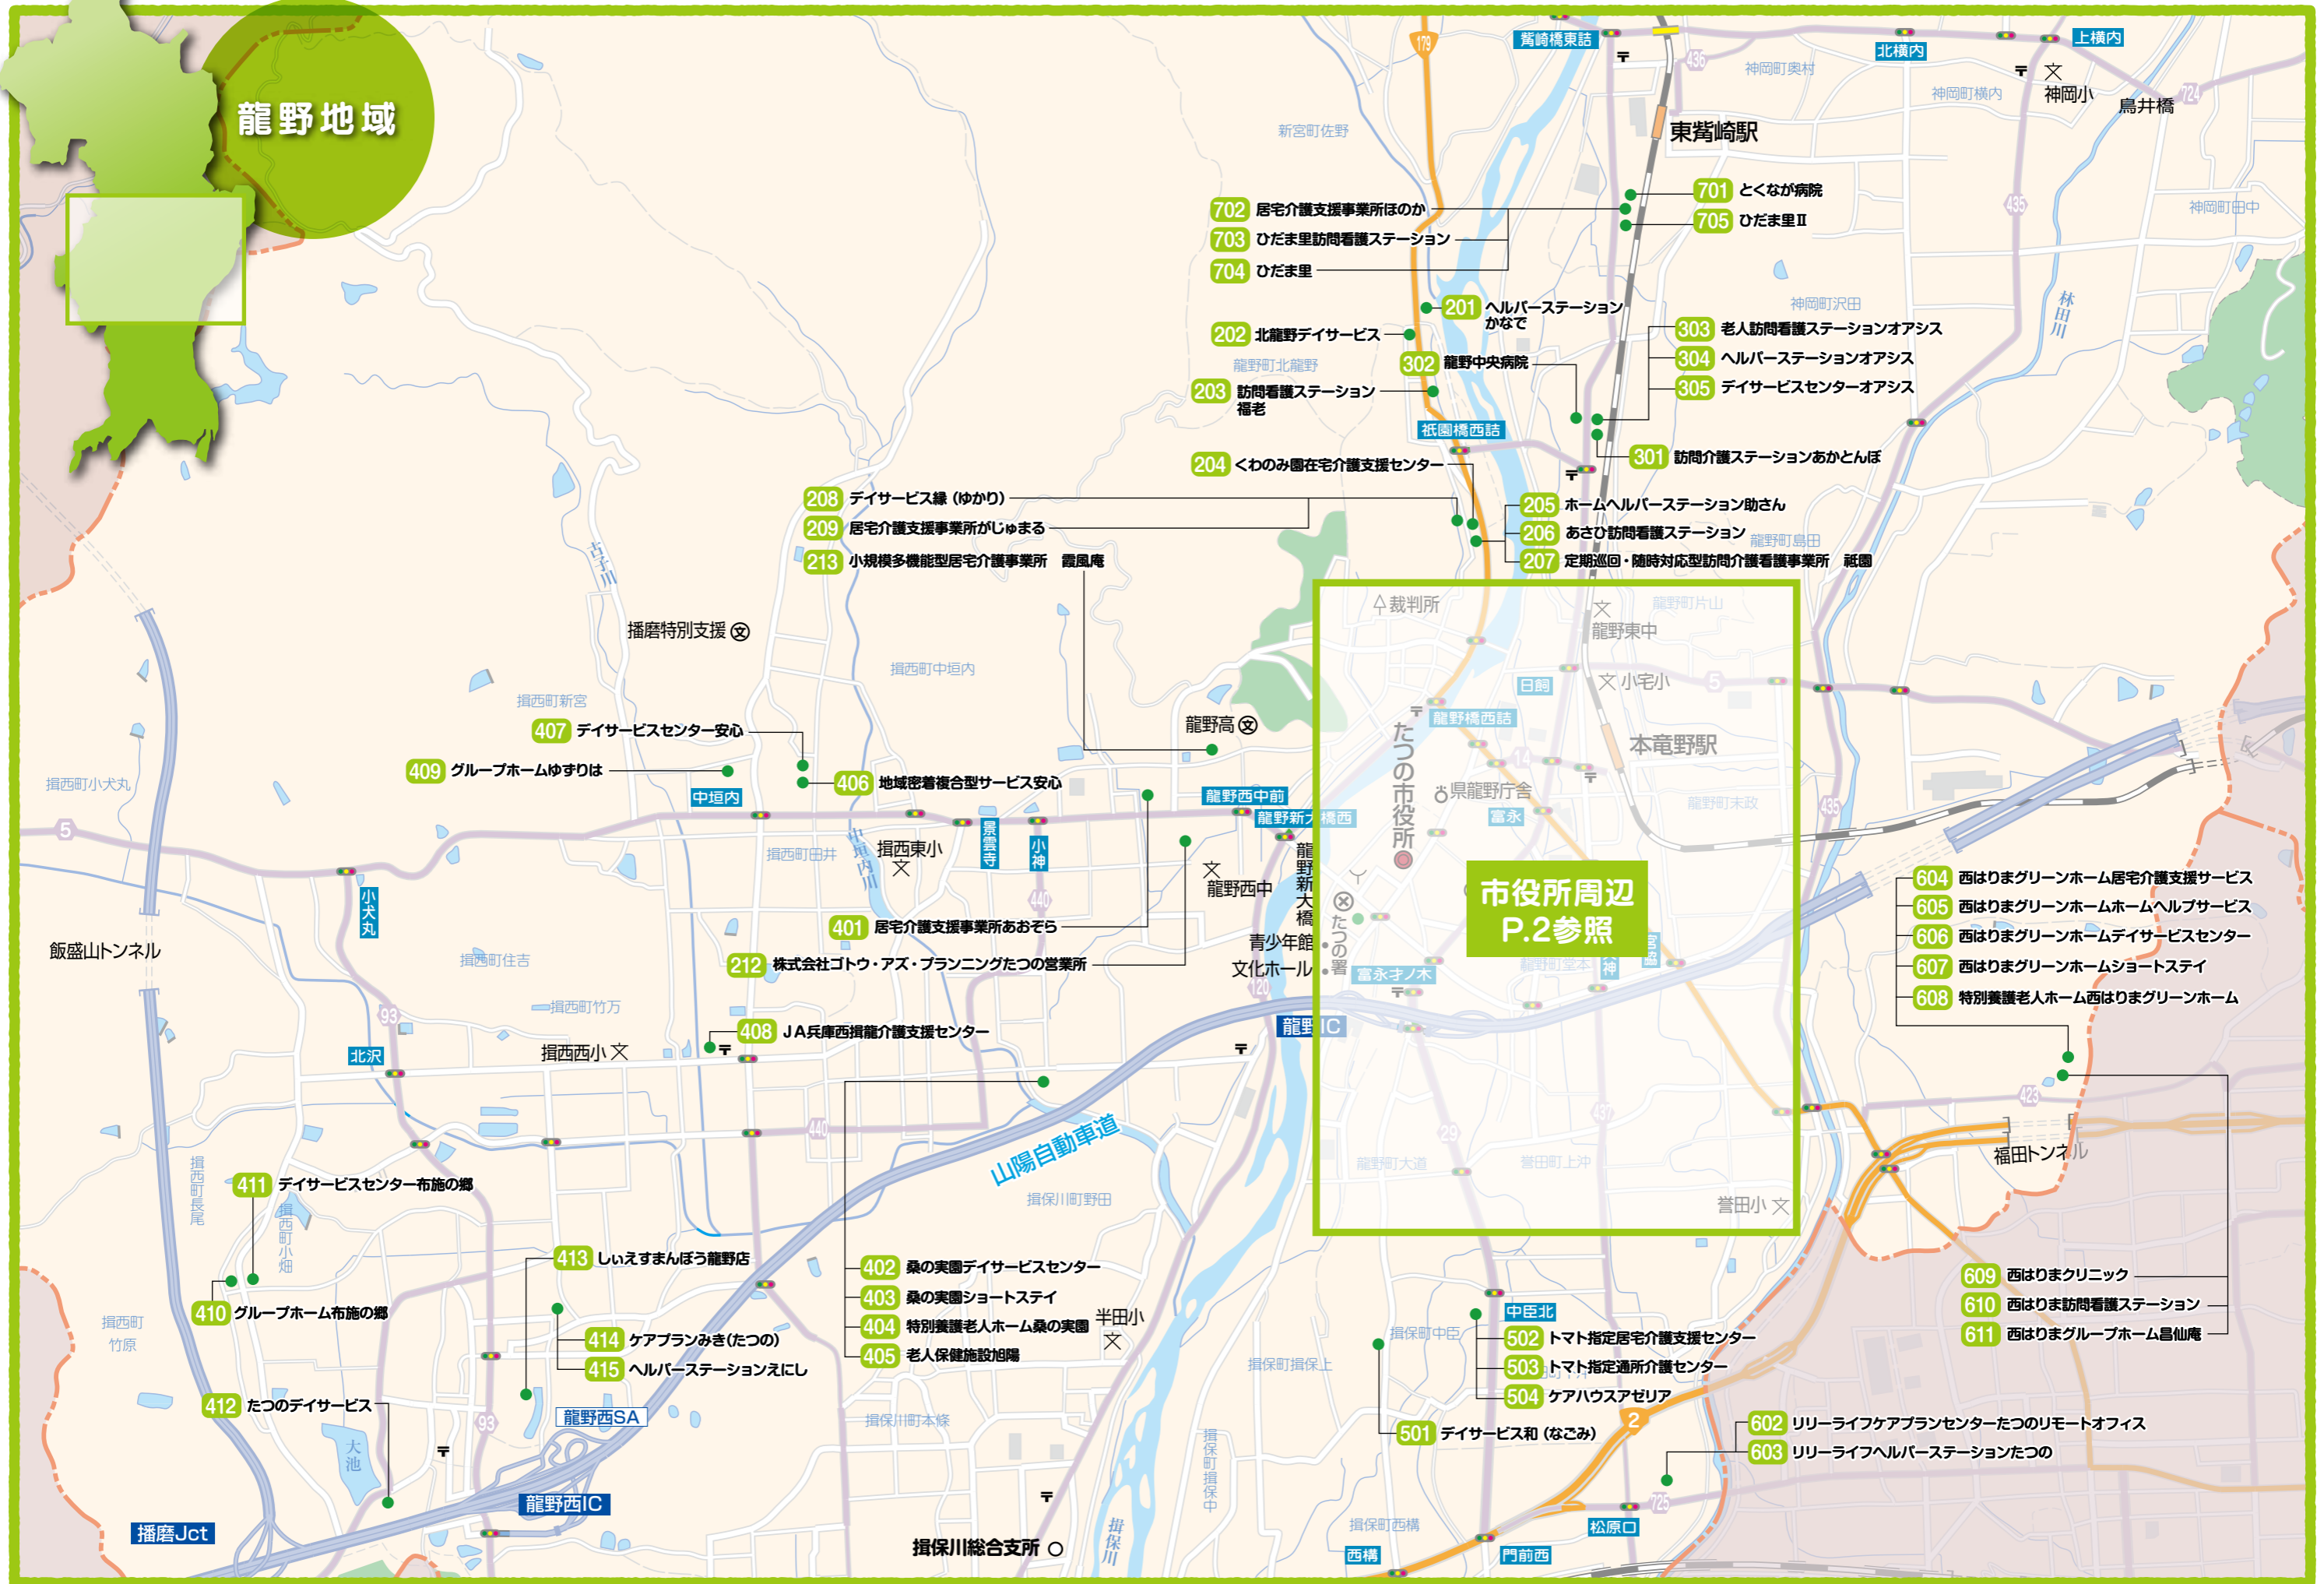 龍野地域
179
觜崎橋東詰
北横内
上横内
436
神岡町奥村
神岡町横内
神岡小
鳥井橋
724
東觜崎駅
新宮町佐野
435
神岡町田中
701 とくなが病院
702 居宅介護支援事業所ほのか
703 ひだま里訪問看護ステーション
704 ひだま里
705 ひだま里Ⅱ
201 ヘルパーステーション
かなで
202 北龍野デイサービス
龍野町北龍野
203 訪問看護ステーション
福老
302 龍野中央病院
神岡町沢田
林田川
303 老人訪問看護ステーションオアシス
304 ヘルパーステーションオアシス
305 デイサービスセンターオアシス
祇園橋西詰
301 訪問介護ステーションあかとんぼ
204 くわのみ園在宅介護支援センター
208 デイサービス縁（ゆかり）
209 居宅介護支援事業所がじゅまる
213 小規模多機能型居宅介護事業所　霞風庵
205 ホームヘルパーステーション助さん
206 あさひ訪問看護ステーション
龍野町島田
207 定期巡回・随時対応型訪問介護看護事業所　祗園
古子川
播磨特別支援
揖西町中垣内
揖西町新宮
裁判所
龍野東中
龍野町片山
日飼
小宅小
5
龍野橋西詰
龍野高
たつの市役所
本竜野駅
14
県龍野庁舎
富永
龍野町末政
435
407 デイサービスセンター安心
409 グループホームゆずりは
406 地域密着複合型サービス安心
揖西町小犬丸
中垣内
龍野西中前
龍野新大橋西
5
景雲寺
小神
揖西町田井
中垣内川
揖西東小
龍野西中
龍野新大橋
小犬丸
440
市役所周辺
P.2参照
たつの署
青少年館
文化ホール
富永才ノ木
龍野町堂本
飯盛山トンネル
揖西町住吉
揖西町竹万
401 居宅介護支援事業所あおぞら
212 株式会社ゴトウ・アズ・プランニングたつの営業所
120
龍野IC
93
北沢
揖西西小
408 JA兵庫西揖龍介護支援センター
604 西はりまグリーンホーム居宅介護支援サービス
605 西はりまグリーンホームホームヘルプサービス
606 西はりまグリーンホームデイサービスセンター
607 西はりまグリーンホームショートステイ
608 特別養護老人ホーム西はりまグリーンホーム
440
山陽自動車道
29
437
423
龍野町大道
誉田町上沖
誉田小
福田トンネル
揖西町長尾
揖西町小畑
411 デイサービスセンター布施の郷
410 グループホーム布施の郷
揖保川町野田
413 しぃえすまんぼう龍野店
414 ケアプランみき(たつの)
415 ヘルパーステーションえにし
402 桑の実園デイサービスセンター
403 桑の実園ショートステイ
404 特別養護老人ホーム桑の実園
405 老人保健施設旭陽
半田小
609 西はりまクリニック
610 西はりま訪問看護ステーション
611 西はりまグループホーム昌仙庵
揖西町
竹原
412 たつのデイサービス
93
龍野西SA
大池
揖保川町本條
揖保町揖保上
揖保町中臣
中臣北
502 トマト指定居宅介護支援センター
503 トマト指定通所介護センター
504 ケアハウスアゼリア
501 デイサービス和（なごみ）
2
602 リリーライフケアプランセンターたつのリモートオフィス
603 リリーライフヘルパーステーションたつの
揖保町揖保中
龍野西IC
播磨Jct
725
揖保町西構
松原口
西構
門前西
揖保川総合支所
揖保川